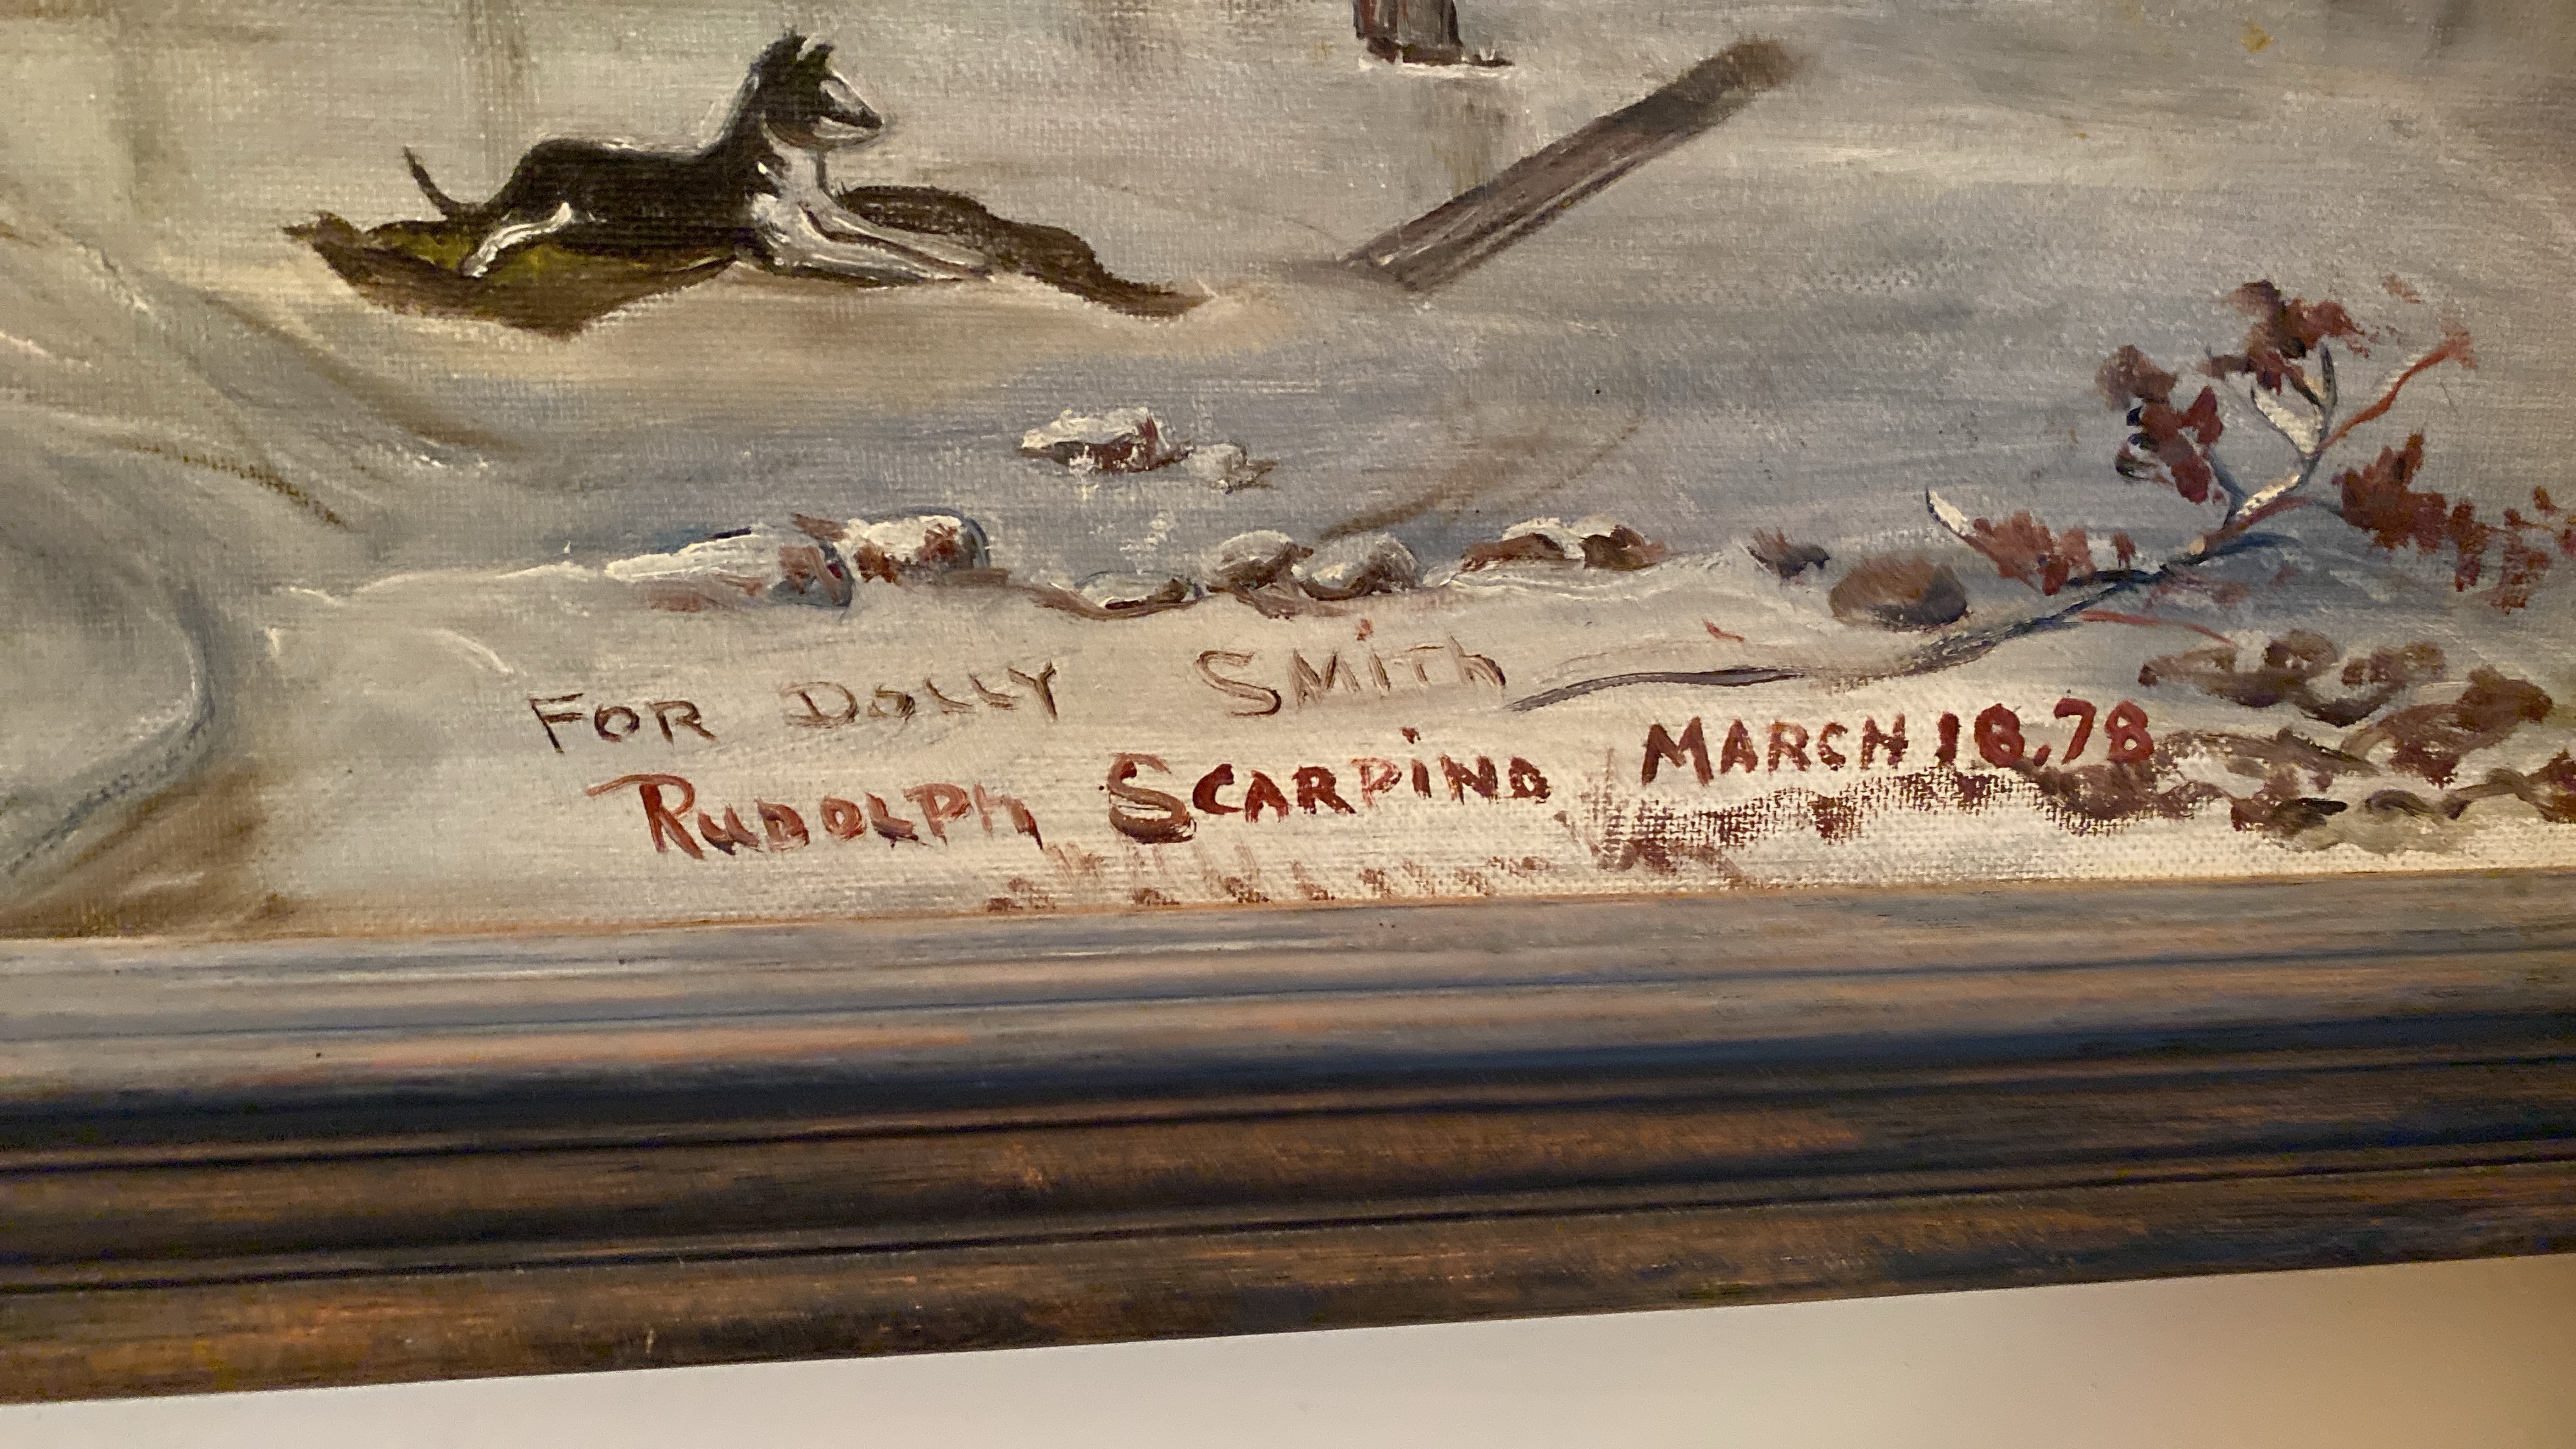 FOR DOLLY SMITH
RUDOLPH SCARPINO MARCH 18.78